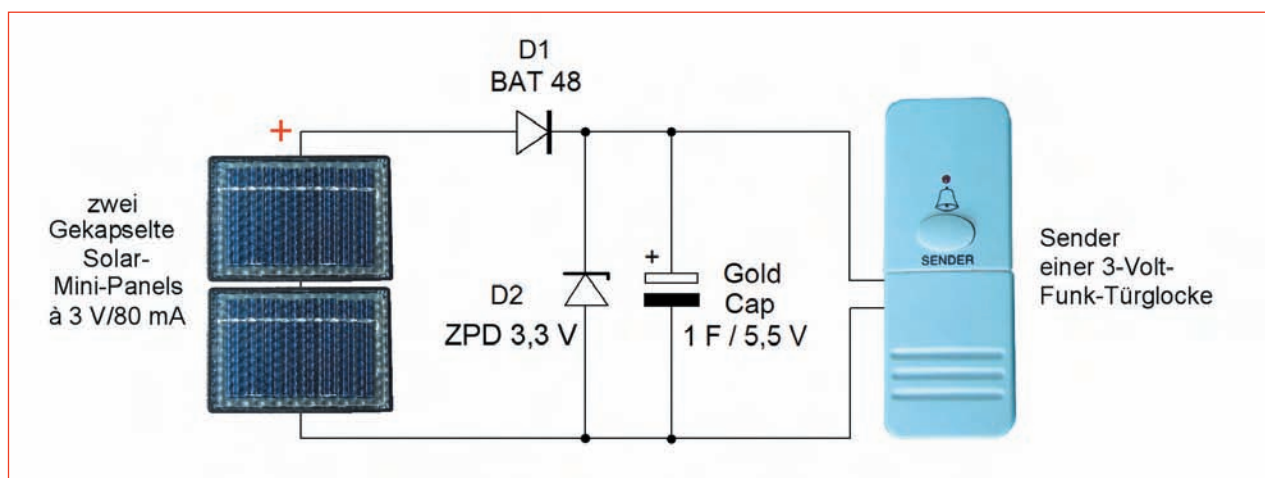 zwei
Gekapselte
Solar-
Mini-Panels
à 3 V/80 mA
+
D1
BAT 48
D2
ZPD 3,3 V
+
Gold
Cap
1 F / 5,5 V
SENDER
Sender
einer 3-Volt-
Funk-Türglocke